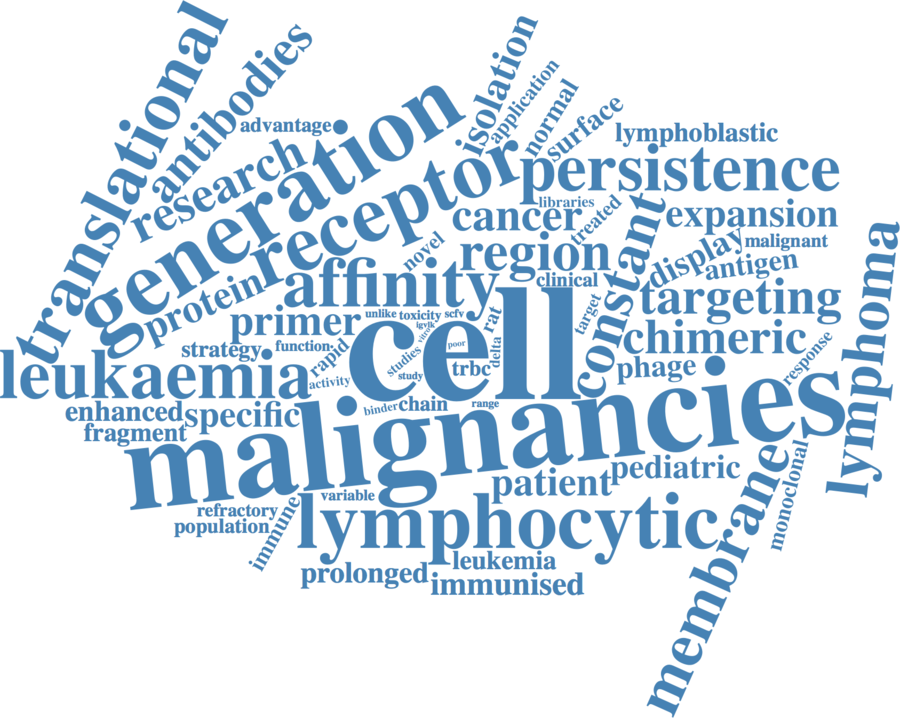 translational
antibodies
isolation
application
normal
surface
advantage
lymphoblastic
research
generation
receptor
persistence
libraries
cancer
treated
expansion
novel
region
constant
display
malignant
antigen
protein
affinity
clinical
targeting
primer
unlike
toxicity
scfv
igvlk
vitro
rat
target
cell
chimeric
lymphoma
strategy
function
rapid
studies
poor
delta
response
leukaemia
activity
study
trbc
phage
enhanced
specific
binder
chain
range
malignancies
fragment
pediatric
patient
variable
monoclonal
refractory
population
immune
lymphocytic
membrane
leukemia
prolonged
immunised